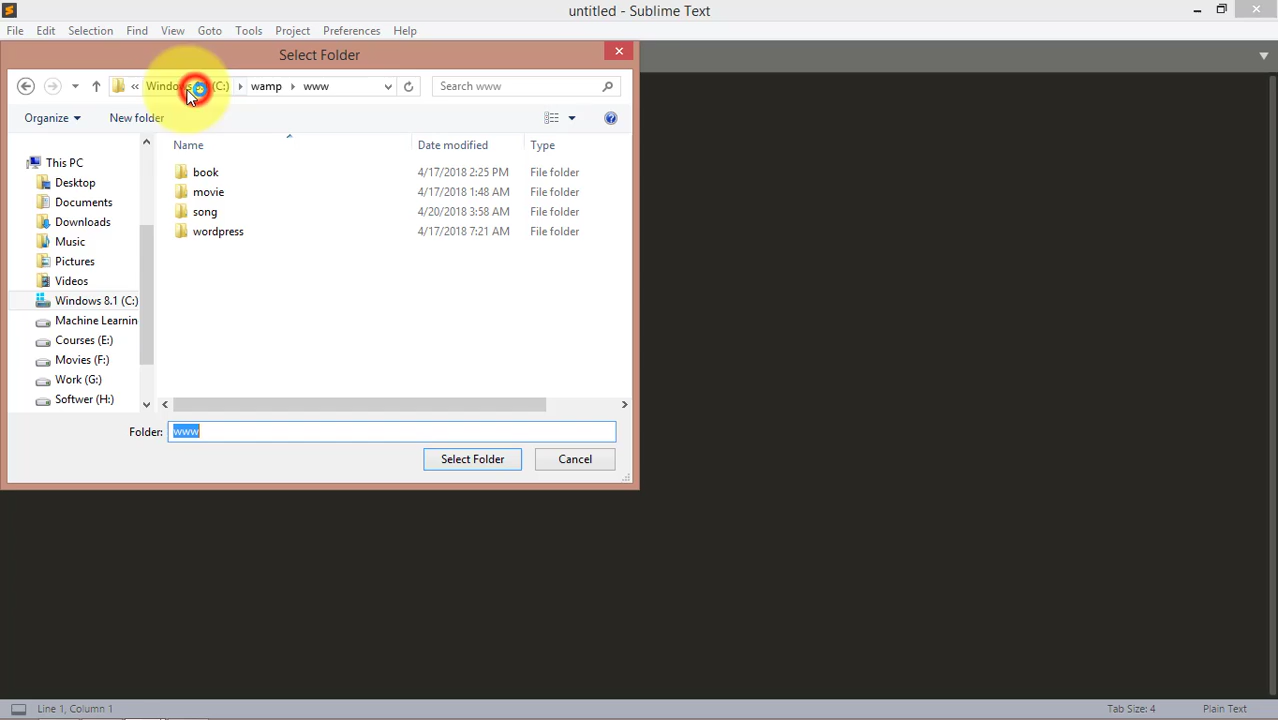 untitled - Sublime Text
File Edit Selection Find View Goto Tools Project Preferences Help
Select Folder
(C:) wamp www Search www
Organize New folder
Name Date modified Type
This PC
Desktop
Documents
Downloads
Music
Pictures
Videos
Windows 8.1 (C:)
Machine Learnin
Courses (E:)
Movies (F:)
Work (G:)
Softwer (H:)
book 4/17/2018 2:25 PM File folder
movie 4/17/2018 1:48 AM File folder
song 4/20/2018 3:58 AM File folder
wordpress 4/17/2018 7:21 AM File folder
Folder: www
Select Folder Cancel
Line 1, Column 1 Tab Size: 4 Plain Text